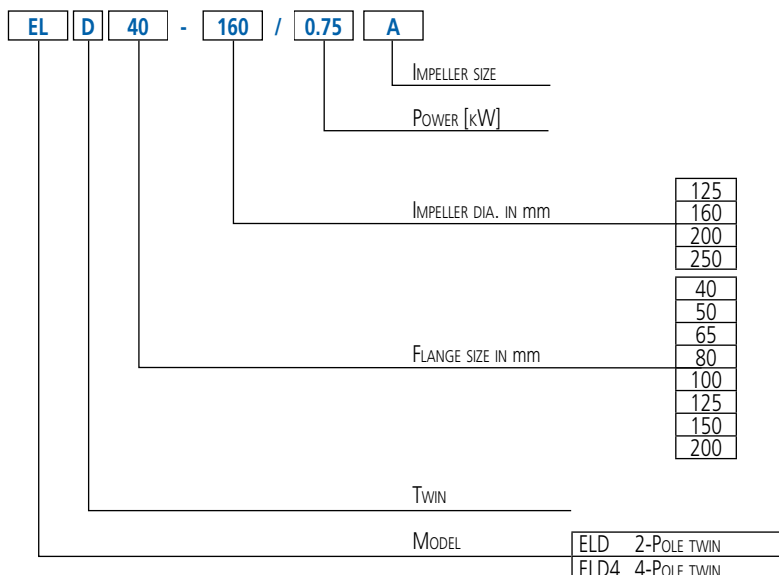 EL D 40 - 160 / 0.75 A
Impeller size
Power [kW]
Impeller dia. in mm
125
160
200
250
Flange size in mm
40
50
65
80
100
125
150
200
Twin
Model
ELD 2-Pole twin
ELD4 4-Pole twin